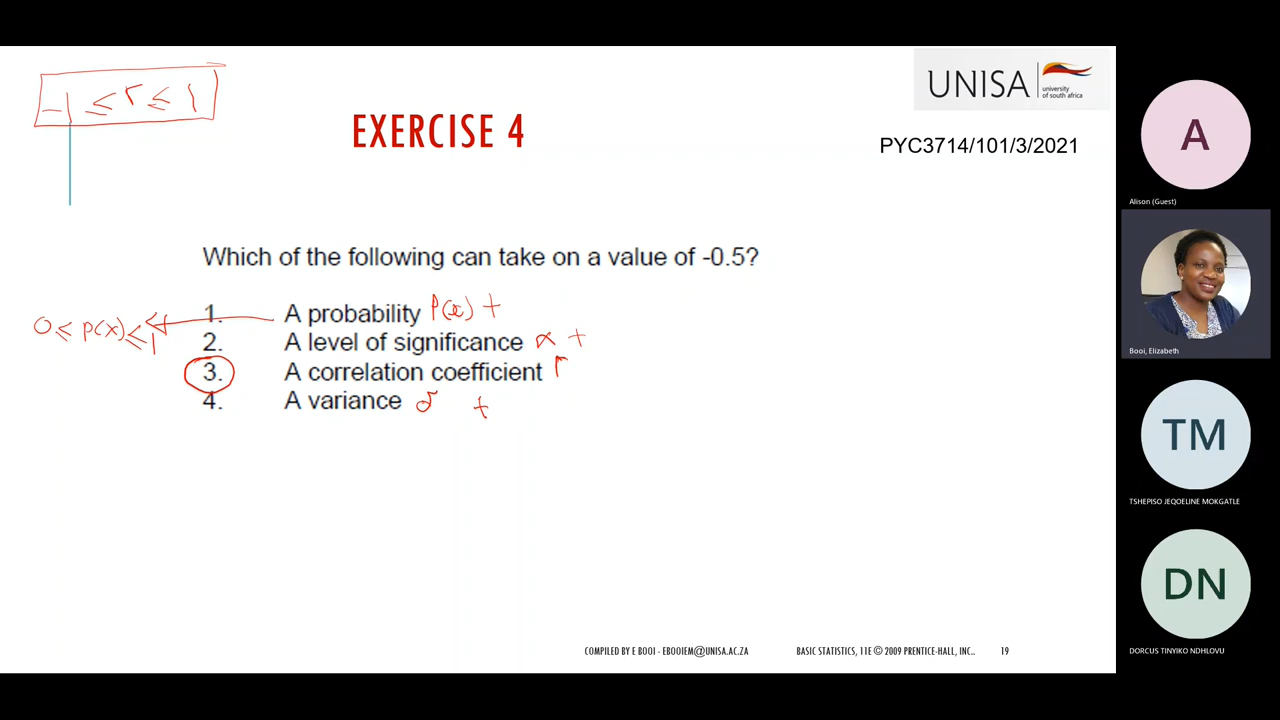 -1 ≤ r ≤ 1
UNISA
university
of south africa
EXERCISE 4
PYC3714/101/3/2021
Which of the following can take on a value of -0.5?
1. A probability P(x) +
0 ≤ p(x) ≤ 1
2. A level of significance α +
3. A correlation coefficient r
4. A variance σ +
COMPILED BY E BOOI - EBOOIEM@UNISA.AC.ZA
BASIC STATISTICS, 11E © 2009 PRENTICE-HALL, INC..
19
A
Alison (Guest)
Booi, Elizabeth
TM
TSHEPISO JEQOELINE MOKGATLE
DN
DORCUS TINYIKO NDHLOVU